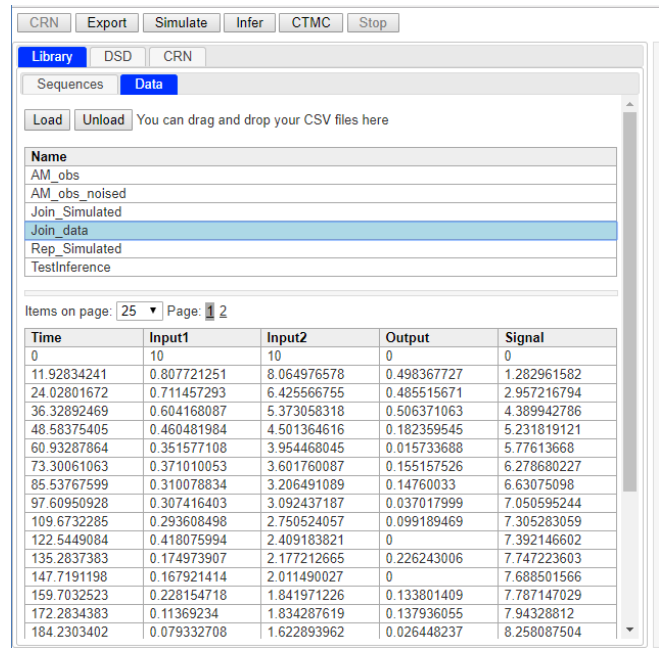 CRN Export Simulate Infer CTMC Stop
Library DSD CRN
Sequences Data
Load Unload You can drag and drop your CSV files here
Name
AM_obs
AM_obs_noised
Join_Simulated
Join_data
Rep_Simulated
TestInference
Items on page: 25 Page: 1 2
Time Input1 Input2 Output Signal
0 10 10 0 0
11.92834241 0.807721251 8.064976578 0.498367727 1.282961582
24.02801672 0.711457293 6.425566755 0.485515671 2.957216794
36.32892469 0.604168087 5.373058318 0.506371063 4.389942786
48.58375405 0.460481984 4.501364616 0.182359545 5.231819121
60.93287864 0.351577108 3.954468045 0.015733688 5.77613668
73.30061063 0.371010053 3.601760087 0.155157526 6.278680227
85.53767599 0.310078834 3.206491089 0.14760033 6.63075098
97.60950928 0.307416403 3.092437187 0.037017999 7.050595244
109.6732285 0.293608498 2.750524057 0.099189469 7.305283059
122.5449084 0.418075994 2.409183821 0 7.392146602
135.2837383 0.174973907 2.177212665 0.226243006 7.747223603
147.7191198 0.167921414 2.011490027 0 7.688501566
159.7032523 0.228154718 1.841971226 0.133801409 7.787147029
172.2834383 0.11369234 1.834287619 0.137936055 7.94328812
184.2303402 0.079332708 1.622893962 0.026448237 8.258087504